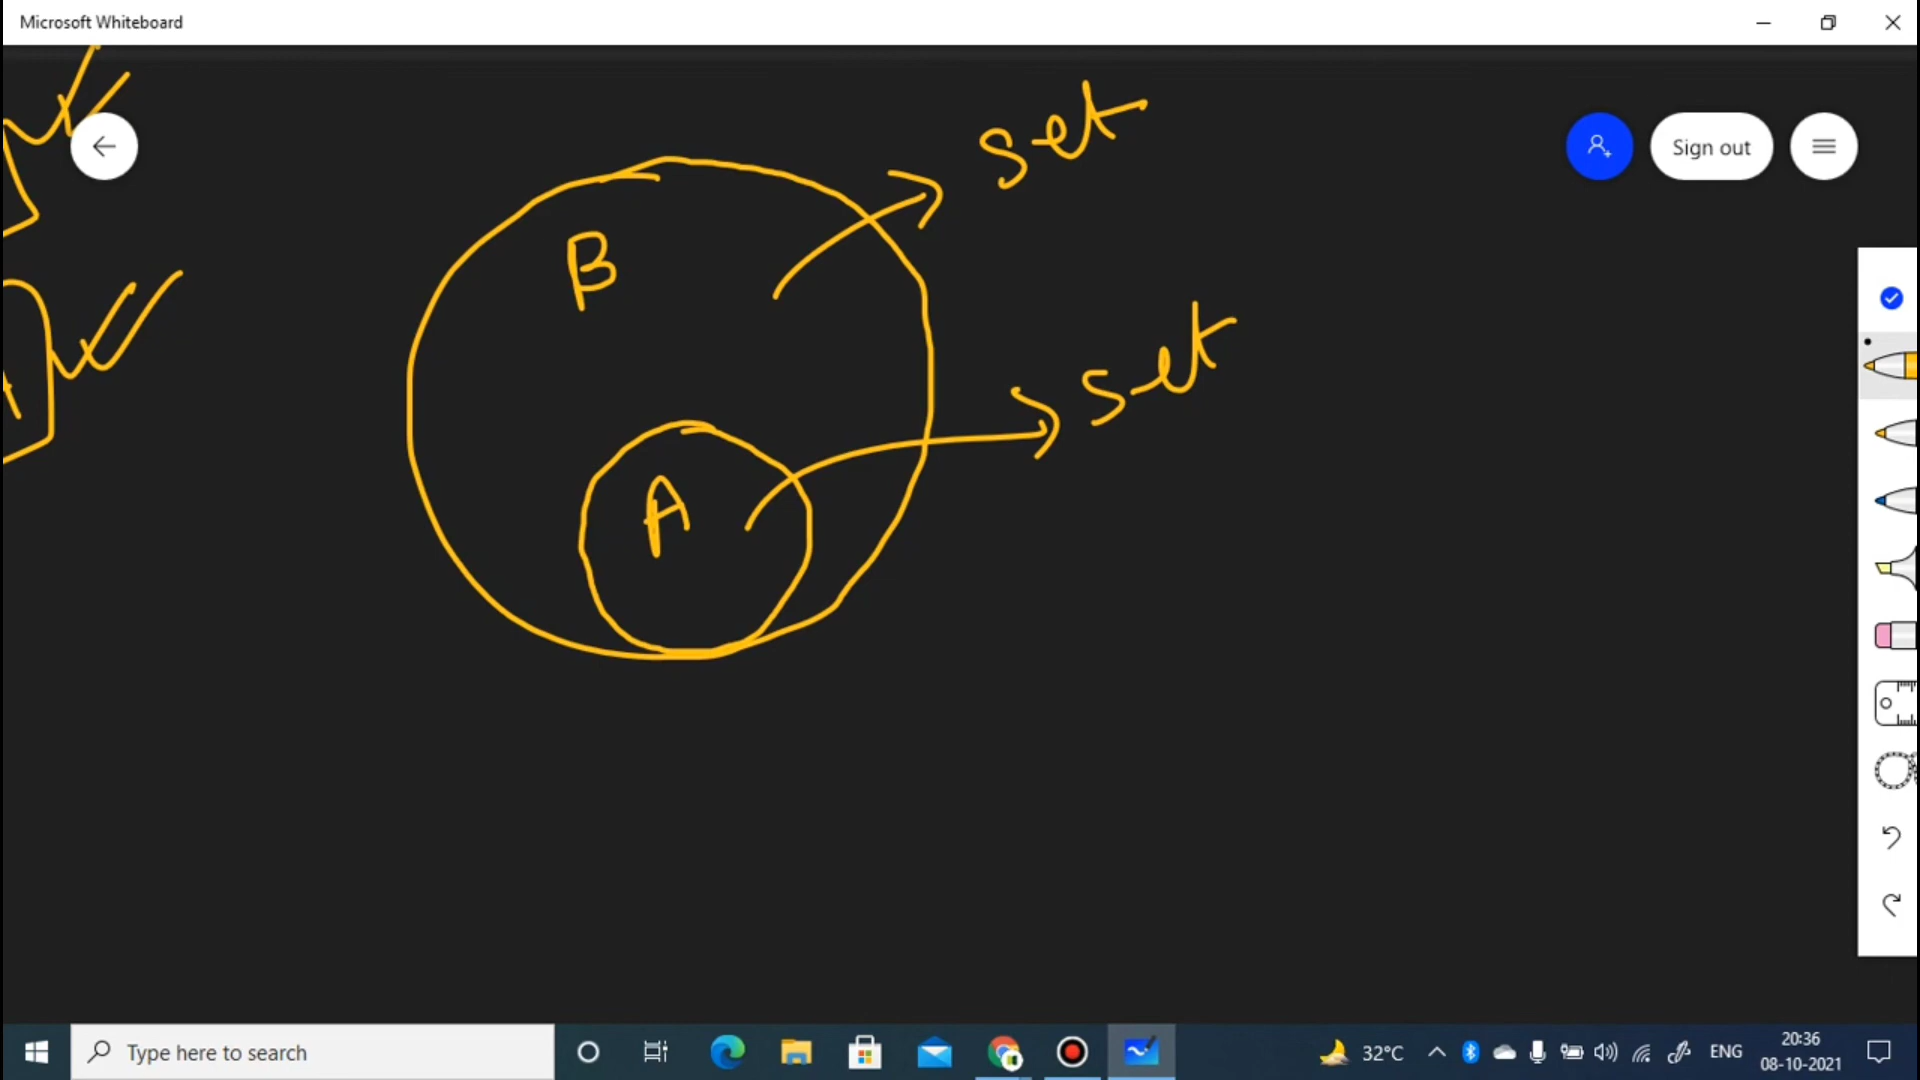 Microsoft Whiteboard
set
Sign out
B
set
A
Type here to search
32°C
ENG
20:36
08-10-2021